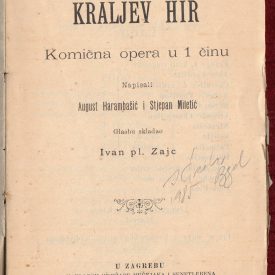 KRALJEV HIR
Komična opera u 1 činu
Napisali
August Harambašić i Stjepan Miletić
Glasbu skladao
Ivan pl. Zajc
U ZAGREBU